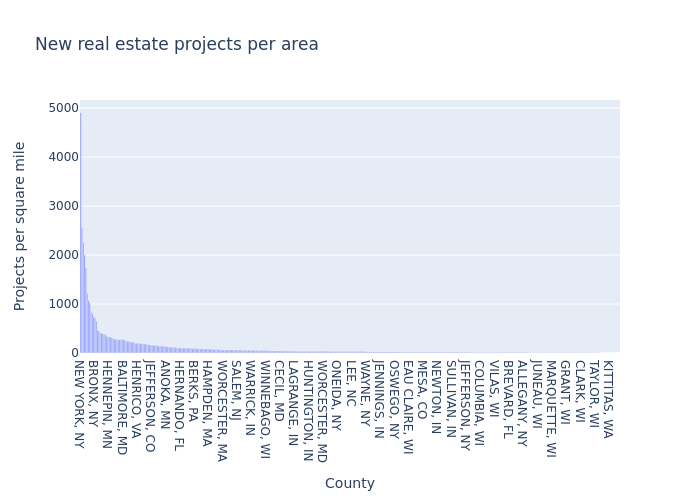 New real estate projects per area
Projects per square mile
5000
4000
3000
2000
1000
0
NEW YORK, NY
BRONX, NY
HENNEPIN, MN
BALTIMORE, MD
HENRICO, VA
JEFFERSON, CO
ANOKA, MN
HERNANDO, FL
BERKS, PA
HAMPDEN, MA
WORCESTER, MA
SALEM, NJ
WARRICK, IN
WINNEBAGO, WI
CECIL, MD
LAGRANGE, IN
HUNTINGTON, IN
WORCESTER, MD
ONEIDA, NY
LEE, NC
WAYNE, NY
JENNINGS, IN
OSWEGO, NY
EAU CLAIRE, WI
MESA, CO
NEWTON, IN
SULLIVAN, IN
JEFFERSON, NY
COLUMBIA, WI
VILAS, WI
BREVARD, FL
ALLEGANY, NY
JUNEAU, WI
MARQUETTE, WI
GRANT, WI
CLARK, WI
TAYLOR, WI
KITTITAS, WA
County